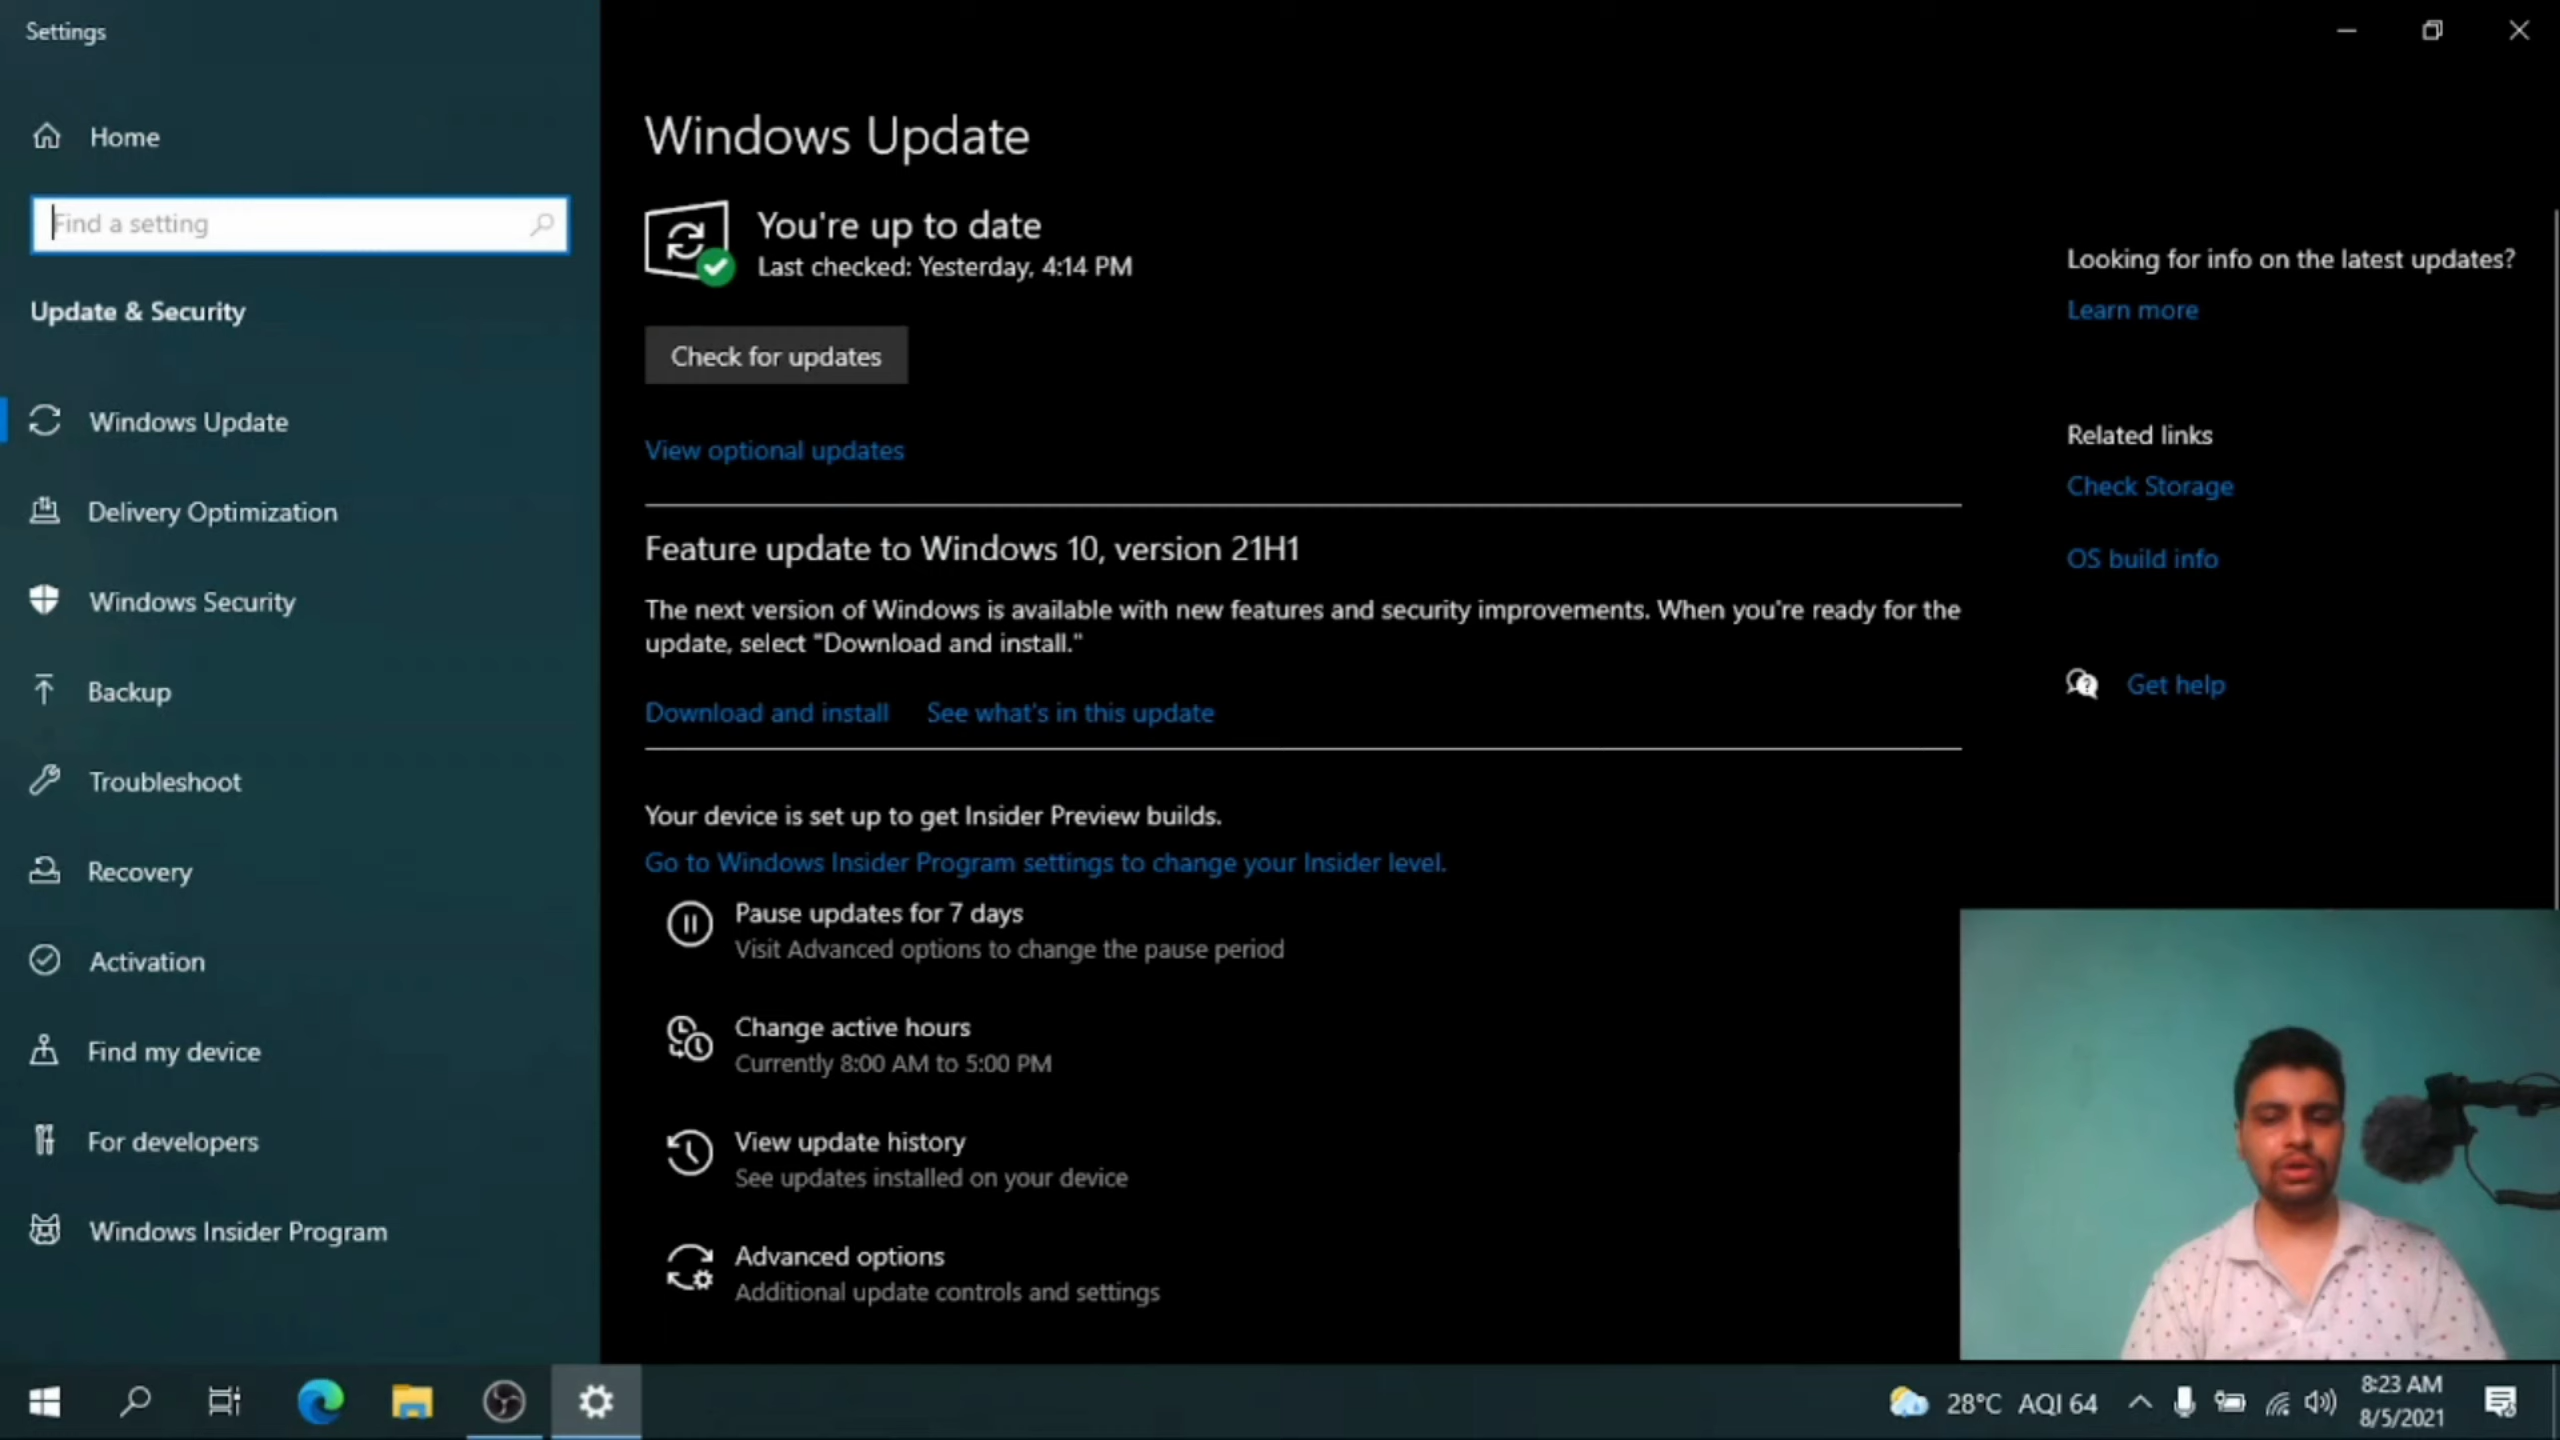 Settings
Home
Find a setting
Update & Security
Windows Update
Delivery Optimization
Windows Security
Backup
Troubleshoot
Recovery
Activation
Find my device
For developers
Windows Insider Program
Windows Update
You're up to date
Last checked: Yesterday, 4:14 PM
Check for updates
View optional updates
Feature update to Windows 10, version 21H1
The next version of Windows is available with new features and security improvements. When you're ready for the
update, select "Download and install."
Download and install See what's in this update
Your device is set up to get Insider Preview builds.
Go to Windows Insider Program settings to change your Insider level.
Pause updates for 7 days
Visit Advanced options to change the pause period
Change active hours
Currently 8:00 AM to 5:00 PM
View update history
See updates installed on your device
Advanced options
Additional update controls and settings
Looking for info on the latest updates?
Learn more
Related links
Check Storage
OS build info
Get help
28°C AQI 64
8:23 AM
8/5/2021